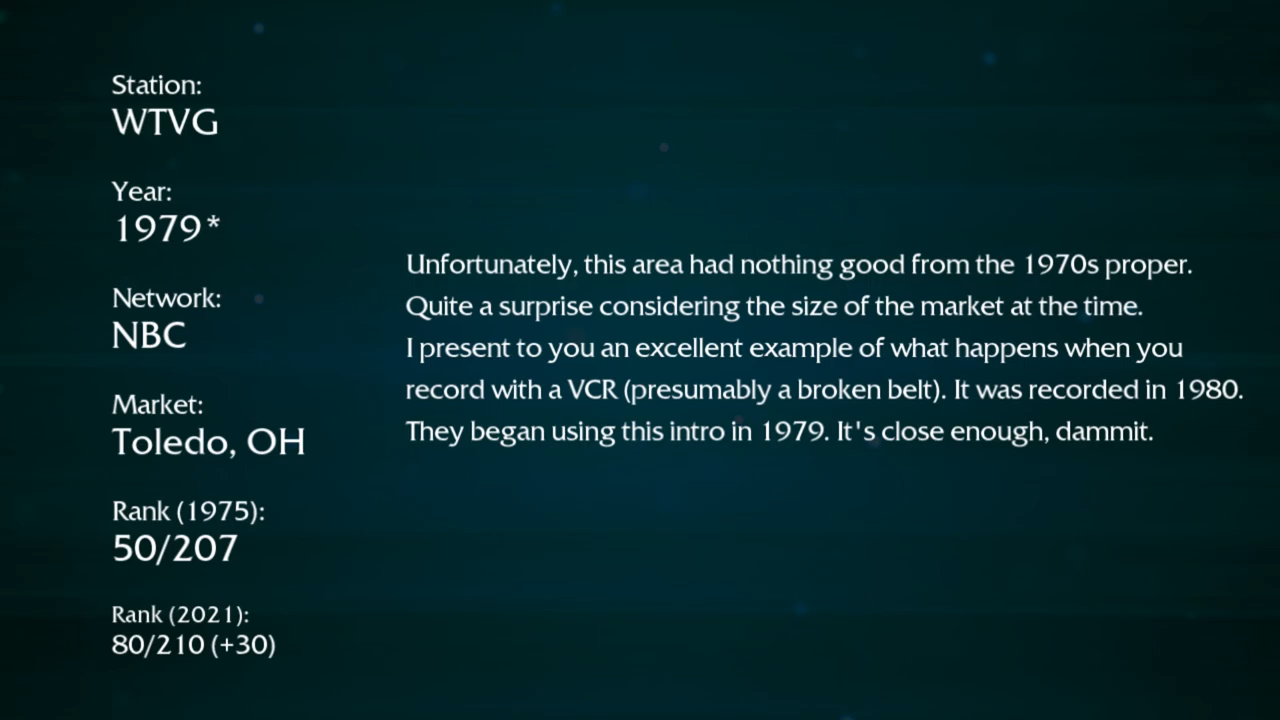 Station:
WTVG
Year:
1979*
Network:
NBC
Market:
Toledo, OH
Rank (1975):
50/207
Rank (2021):
80/210 (+30)
Unfortunately, this area had nothing good from the 1970s proper.
Quite a surprise considering the size of the market at the time.
I present to you an excellent example of what happens when you
record with a VCR (presumably a broken belt). It was recorded in 1980.
They began using this intro in 1979. It's close enough, dammit.